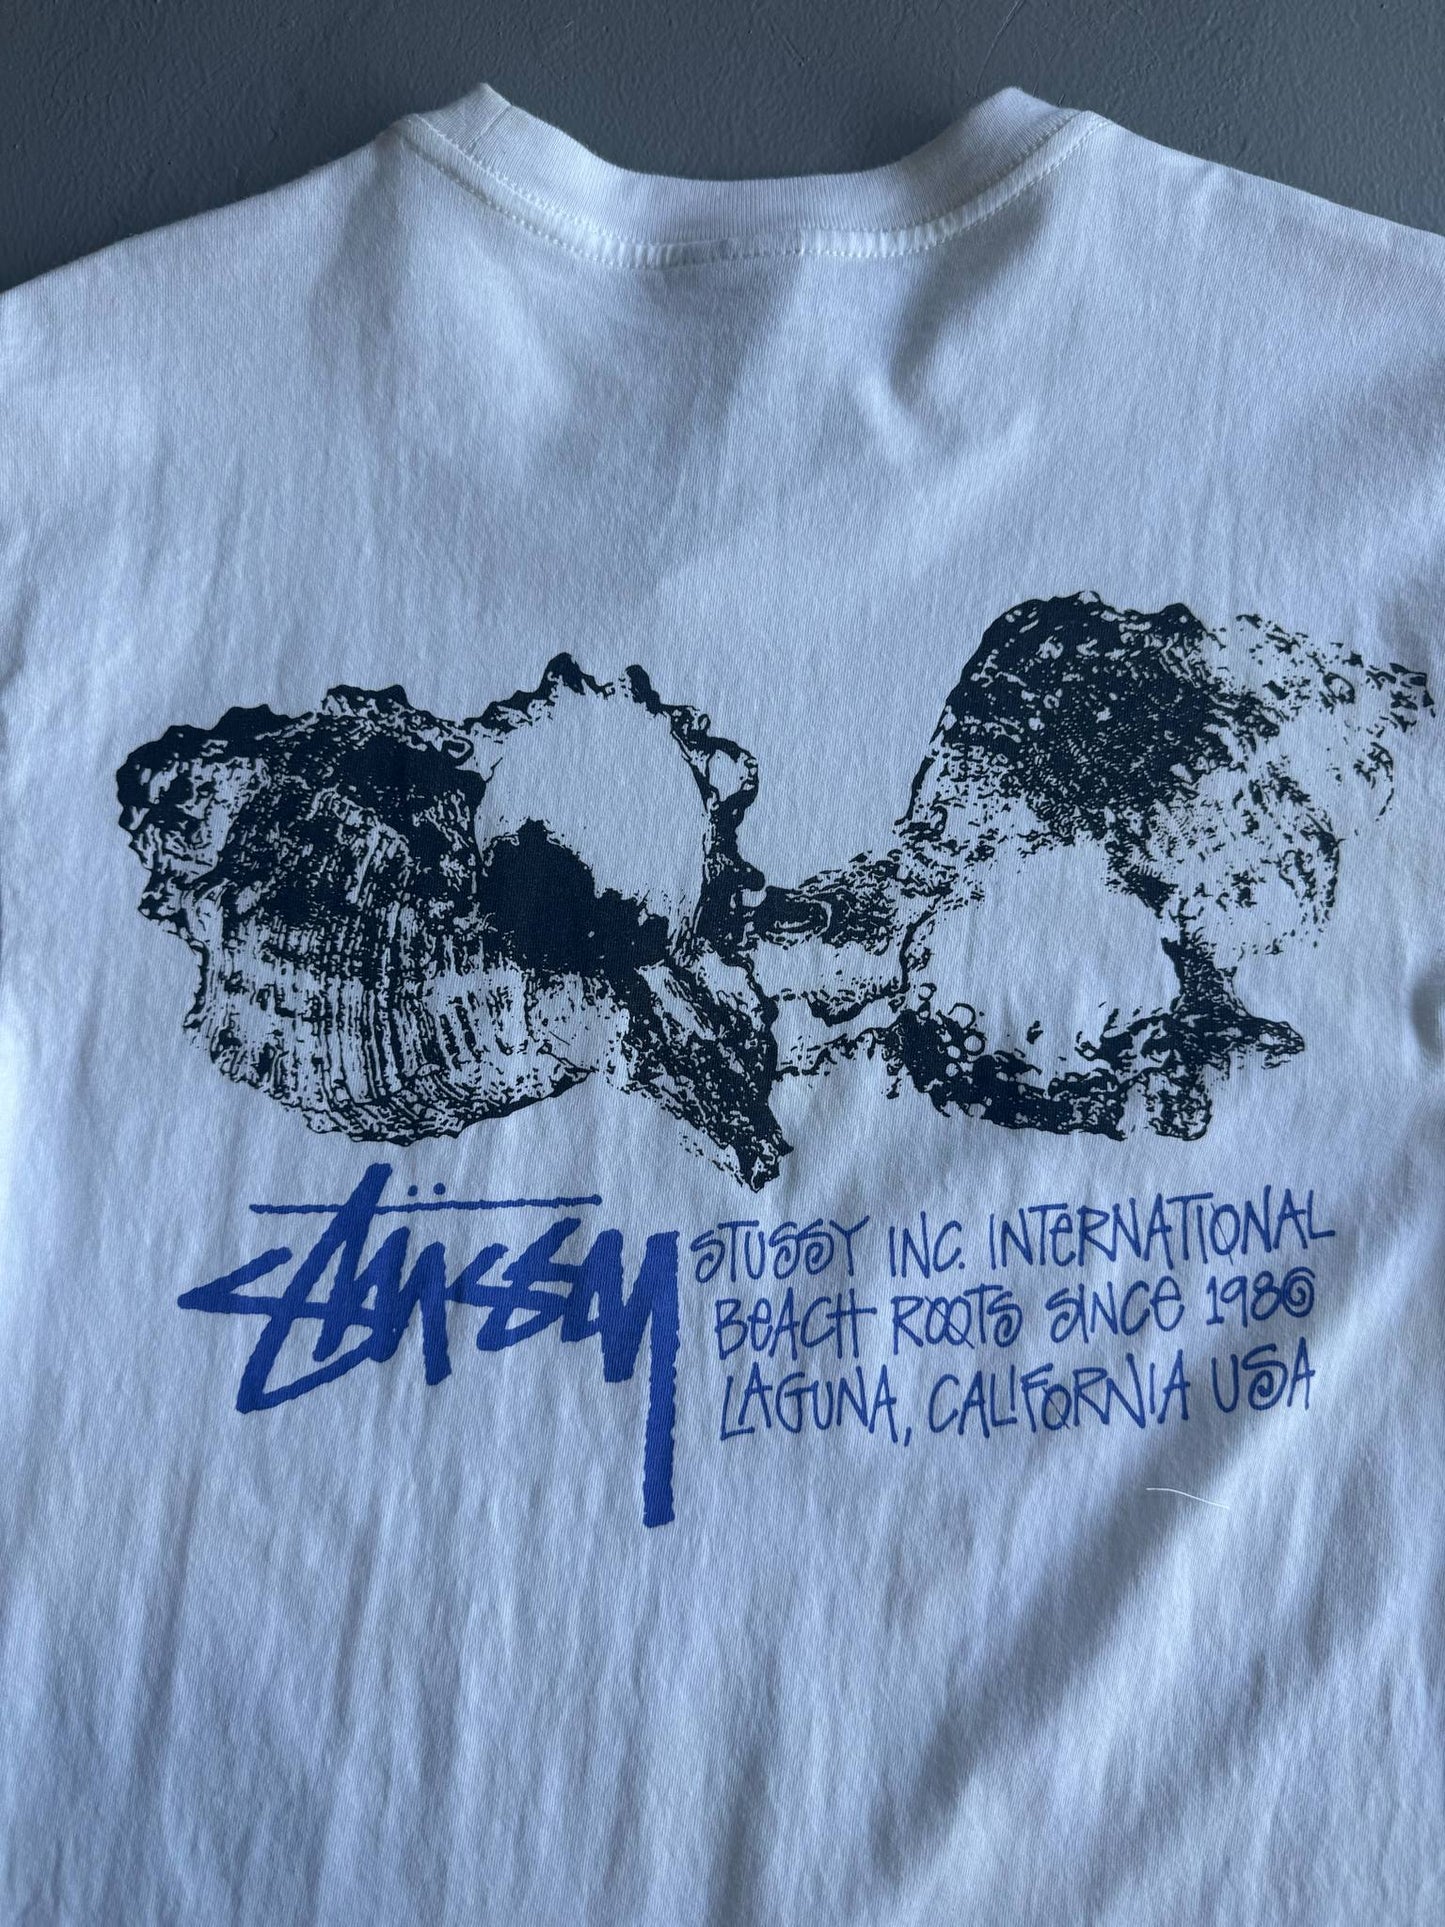 STÜSSY
STUSSY INC. INTERNATIONAL
BEACH ROOTS SINCE 1980
LAGUNA, CALIFORNIA USA